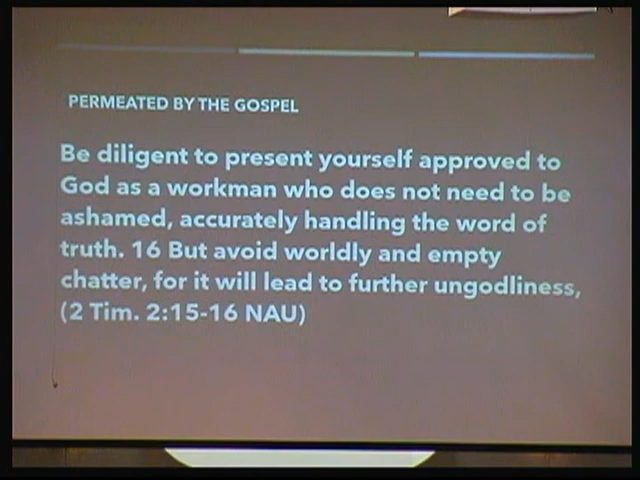 PERMEATED BY THE GOSPEL
Be diligent to present yourself approved to
God as a workman who does not need to be
ashamed, accurately handling the word of
truth. 16 But avoid worldly and empty
chatter, for it will lead to further ungodliness,
(2 Tim. 2:15-16 NAU)